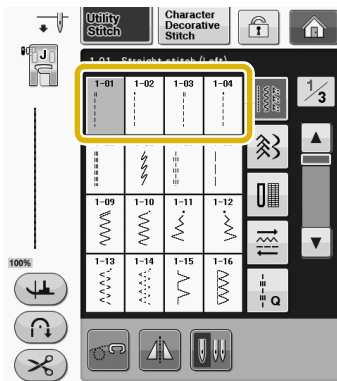 Utility
Stitch
Character
Decorative
Stitch
J
1-01 Straight stitch (Left)
1/3
1-01 1-02 1-03 1-04
1-09 1-10 1-11 1-12
100%
1-13 1-14 1-15 1-16
Q